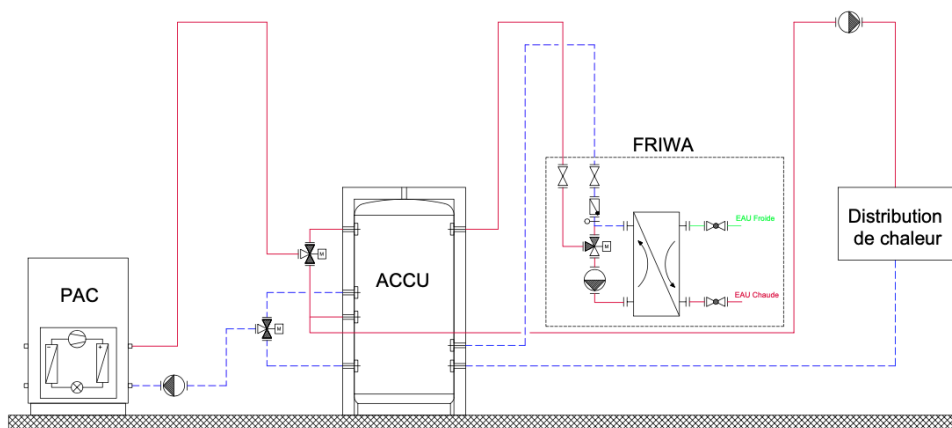 FRIWA
EAU Froide
Distribution
de chaleur
M
PAC
ACCU
M
M
EAU Chaude